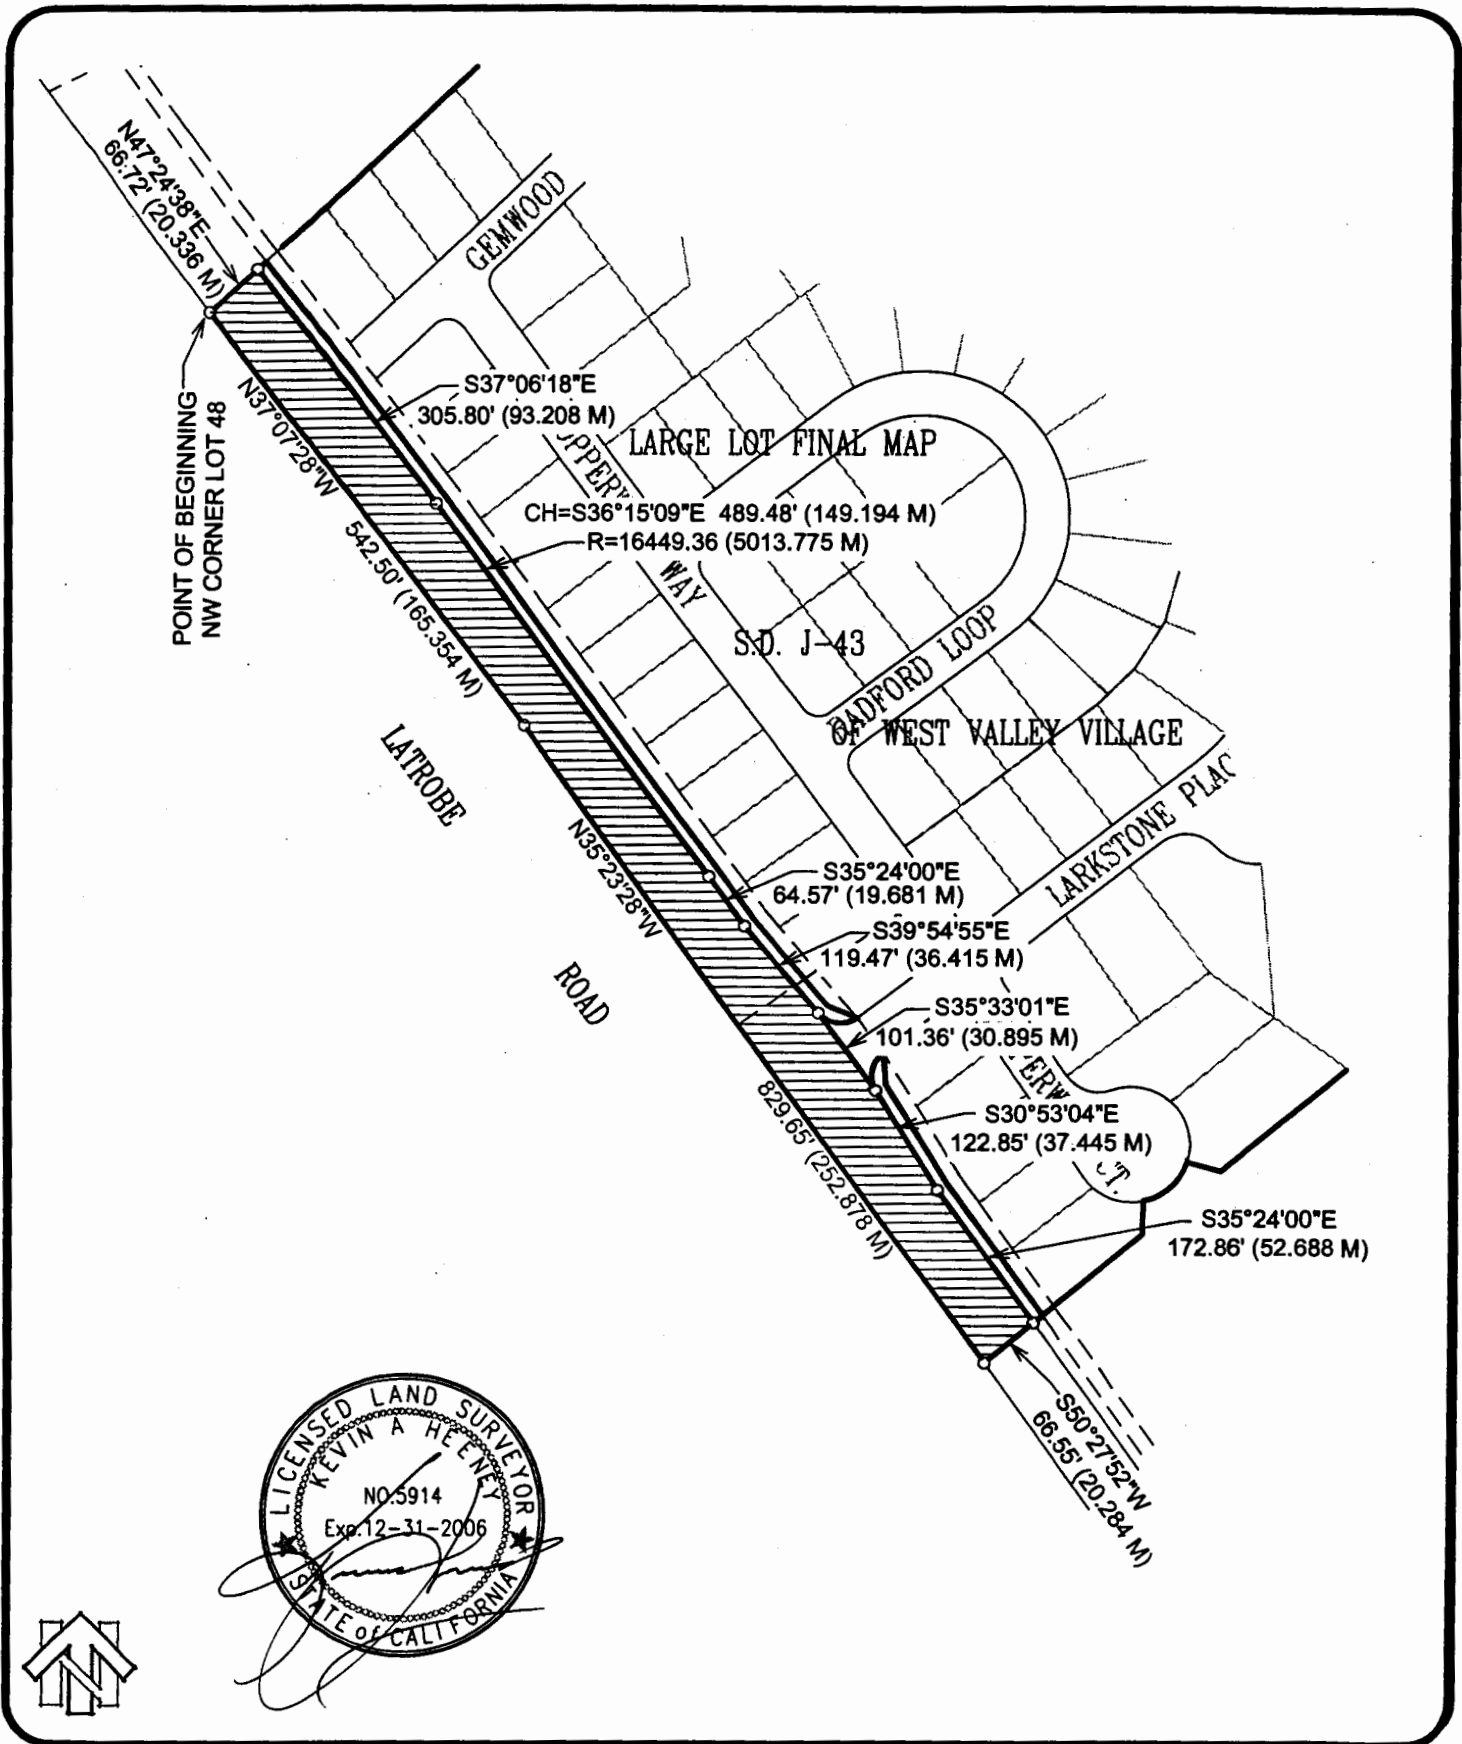 N47°24'38"E
66.72' (20.336 M)
GEMWOOD
POINT OF BEGINNING
NW CORNER LOT 48
S37°06'18"E
305.80' (93.208 M)
N37°07'28"W
542.50' (165.354 M)
LARGE LOT FINAL MAP
CH=S36°15'09"E 489.48' (149.194 M)
R=16449.36 (5013.775 M)
WAY
S.D. J-43
LOOP
OF WEST VALLEY VILLAGE
LATROBE
ROAD
N35°23'28"W
829.65' (252.878 M)
LARKSTONE PLAC
S35°24'00"E
64.57' (19.681 M)
S39°54'55"E
119.47' (36.415 M)
S35°33'01"E
101.36' (30.895 M)
S30°53'04"E
122.85' (37.445 M)
CT.
S35°24'00"E
172.86' (52.688 M)
S50°27'52"W
66.55' (20.284 M)
LICENSED LAND SURVEYOR
KEVIN A HEENEY
NO.5914
Exp.12-31-2006
STATE of CALIFORNIA
N